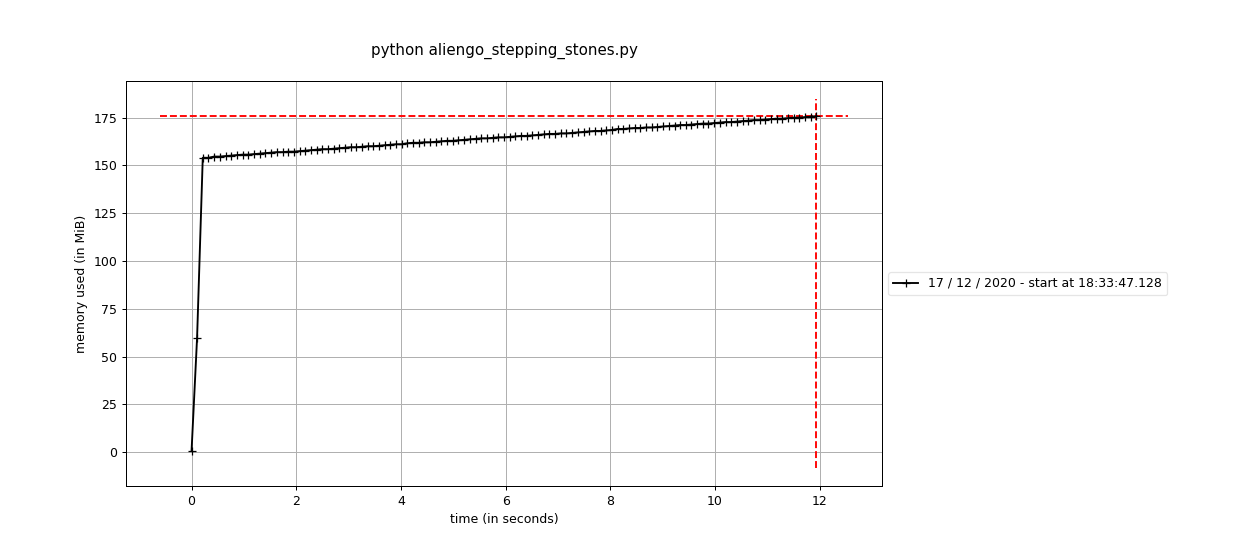 python aliengo_stepping_stones.py
175
150
125
100
75
50
25
0
memory used (in MiB)
0 2 4 6 8 10 12
time (in seconds)
17 / 12 / 2020 - start at 18:33:47.128